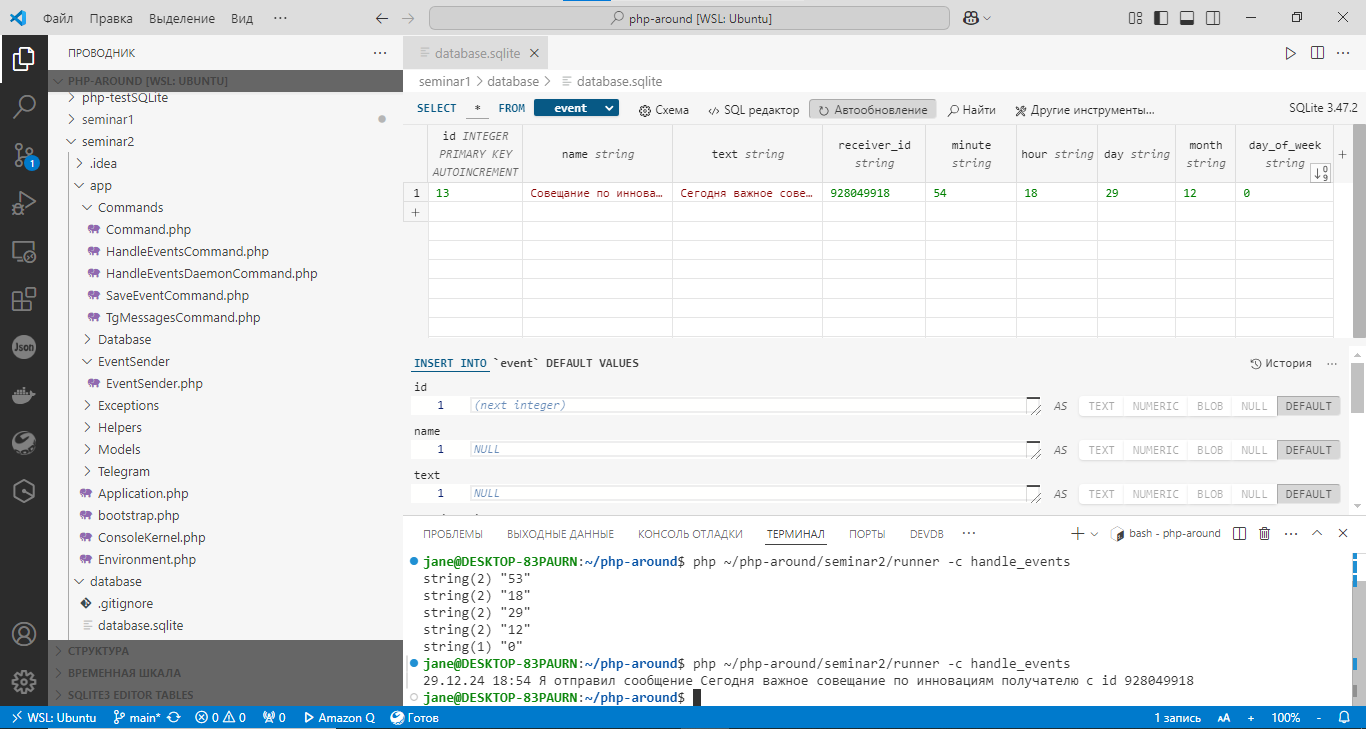 Файл Правка Выделение Вид ··· php-around [WSL: Ubuntu]
ПРОВОДНИК ···
PHP-AROUND [WSL: UBUNTU]
php-testSQLite
seminar1
seminar2
.idea
app
Commands
Command.php
HandleEventsCommand.php
HandleEventsDaemonCommand.php
SaveEventCommand.php
TgMessagesCommand.php
Database
EventSender
EventSender.php
Exceptions
Helpers
Models
Telegram
Application.php
bootstrap.php
ConsoleKernel.php
Environment.php
database
.gitignore
database.sqlite
СТРУКТУРА
ВРЕМЕННАЯ ШКАЛА
SQLITE3 EDITOR TABLES
1
Json
database.sqlite
seminar1 > database > database.sqlite
SELECT * FROM event Схема SQL редактор Автообновление Найти Другие инструменты... SQLite 3.47.2
id INTEGER PRIMARY KEY AUTOINCREMENT name string text string receiver_id string minute string hour string day string month string day_of_week string +
1 13 Совещание по иннова… Сегодня важное сове… 928049918 54 18 29 12 0
+
INSERT INTO `event` DEFAULT VALUES История ···
id
1 (next integer) AS TEXT NUMERIC BLOB NULL DEFAULT
name
1 NULL AS TEXT NUMERIC BLOB NULL DEFAULT
text
1 NULL AS TEXT NUMERIC BLOB NULL DEFAULT
ПРОБЛЕМЫ ВЫХОДНЫЕ ДАННЫЕ КОНСОЛЬ ОТЛАДКИ ТЕРМИНАЛ ПОРТЫ DEVDB ··· bash - php-around
jane@DESKTOP-83PAURN:~/php-around$ php ~/php-around/seminar2/runner -c handle_events
string(2) "53"
string(2) "18"
string(2) "29"
string(2) "12"
string(1) "0"
jane@DESKTOP-83PAURN:~/php-around$ php ~/php-around/seminar2/runner -c handle_events
29.12.24 18:54 Я отправил сообщение Сегодня важное совещание по инновациям получателю с id 928049918
jane@DESKTOP-83PAURN:~/php-around$
WSL: Ubuntu main* 0 0 0 Amazon Q Готов 1 запись AA + 100% -